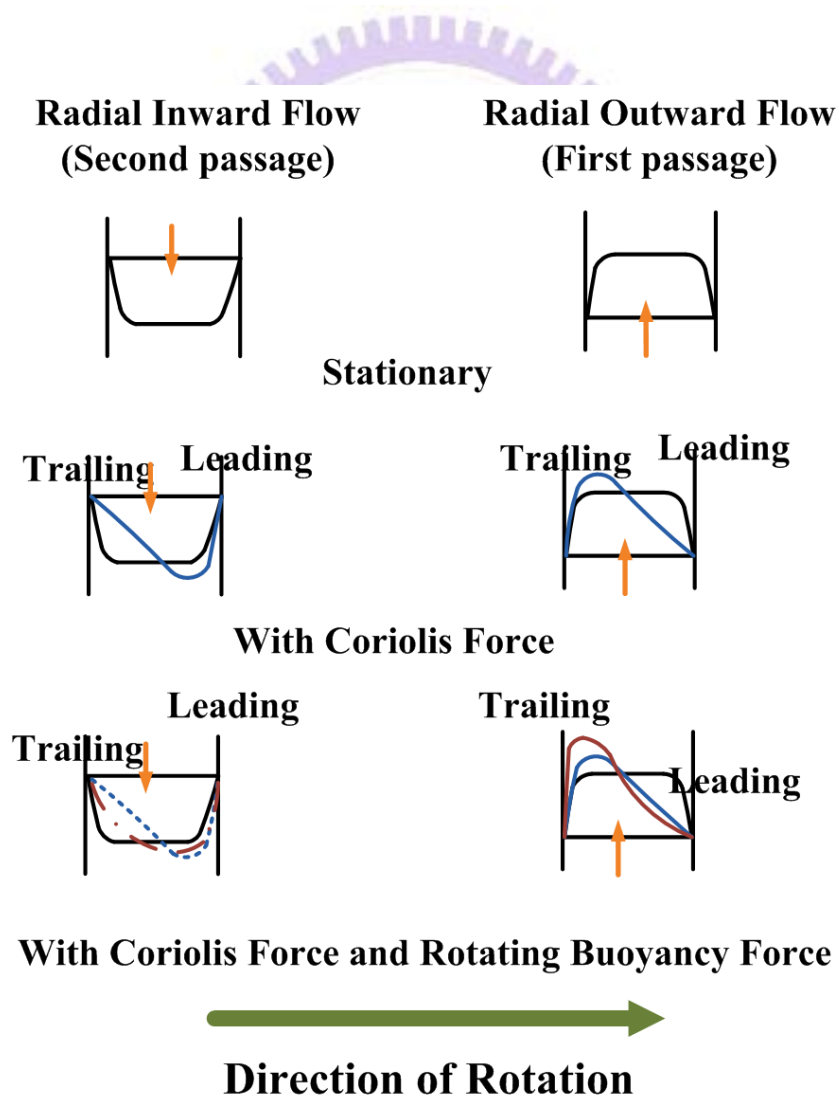 Radial Inward Flow
(Second passage)
Radial Outward Flow
(First passage)
Stationary
Trailing
Leading
Trailing
Leading
With Coriolis Force
Leading
Trailing
Trailing
Leading
With Coriolis Force and Rotating Buoyancy Force
Direction of Rotation